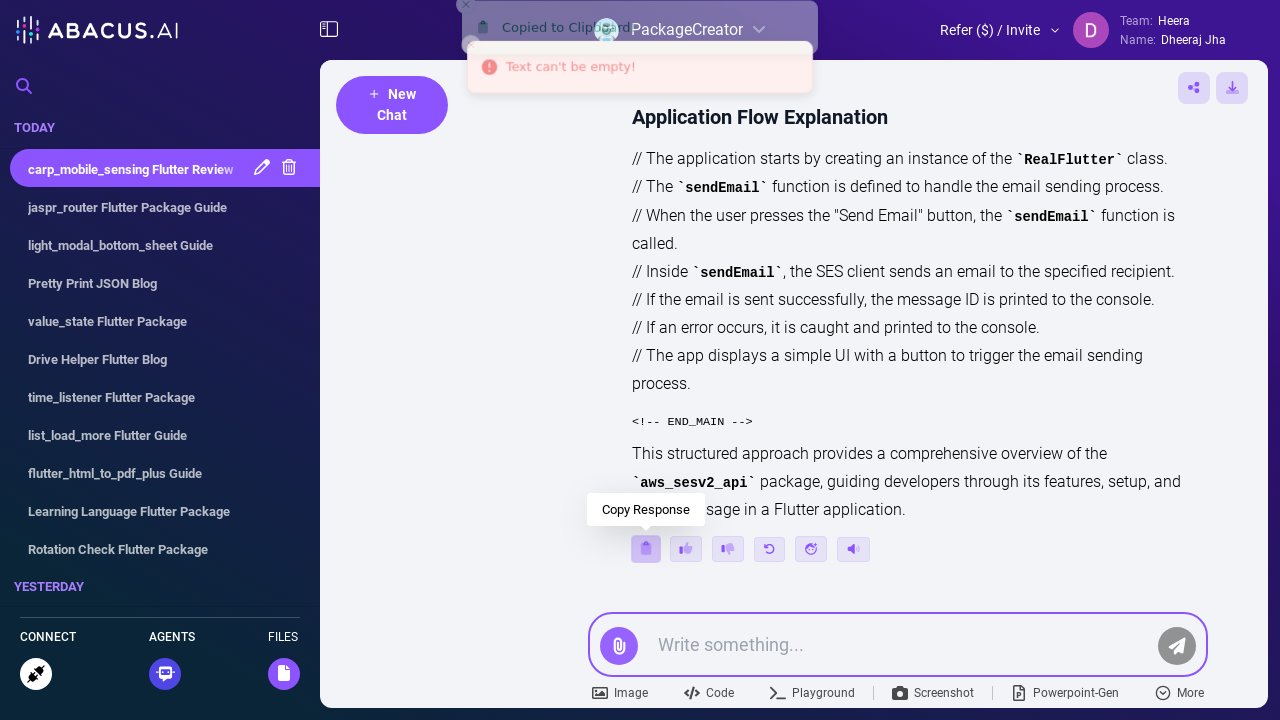 ABACUS.AI
TODAY
carp_mobile_sensing Flutter Review
jaspr_router Flutter Package Guide
light_modal_bottom_sheet Guide
Pretty Print JSON Blog
value_state Flutter Package
Drive Helper Flutter Blog
time_listener Flutter Package
list_load_more Flutter Guide
flutter_html_to_pdf_plus Guide
Learning Language Flutter Package
Rotation Check Flutter Package
YESTERDAY
CONNECT AGENTS FILES
Copied to Clipboard
PackageCreator
Text can't be empty!
Refer ($) / Invite
D
Team: Heera
Name: Dheeraj Jha
+ New
Chat
Application Flow Explanation
// The application starts by creating an instance of the `RealFlutter` class.
// The `sendEmail` function is defined to handle the email sending process.
// When the user presses the "Send Email" button, the `sendEmail` function is
called.
// Inside `sendEmail`, the SES client sends an email to the specified recipient.
// If the email is sent successfully, the message ID is printed to the console.
// If an error occurs, it is caught and printed to the console.
// The app displays a simple UI with a button to trigger the email sending
process.
<!-- END_MAIN -->
This structured approach provides a comprehensive overview of the
`aws_sesv2_api` package, guiding developers through its features, setup, and
sage in a Flutter application.
Copy Response
Write something...
Image Code Playground Screenshot Powerpoint-Gen More